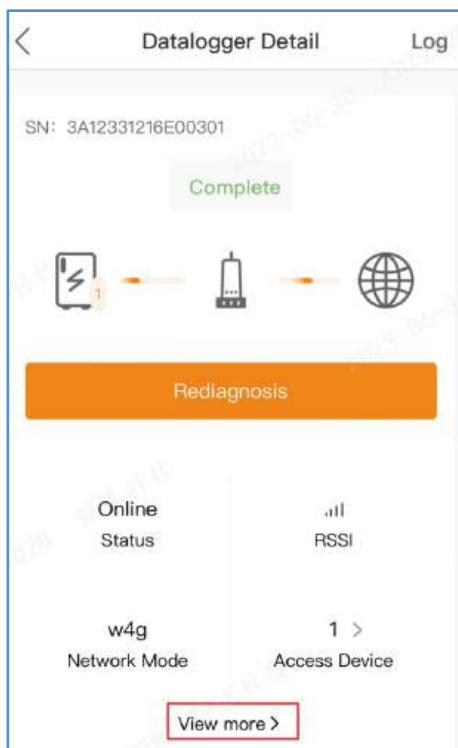 Datalogger Detail Log
SN: 3A12331216E00301
Complete
1
Rediagnosis
Online
Status
RSSI
w4g
Network Mode
1 >
Access Device
View more >